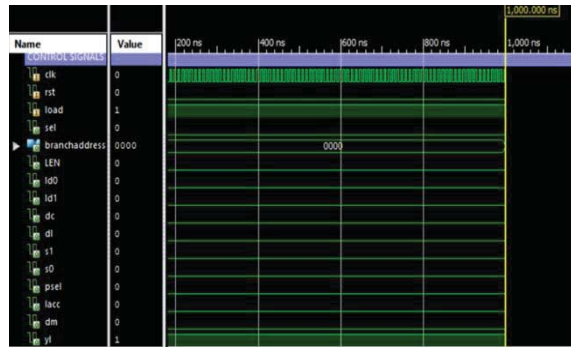 1,000.000 ns
Name Value 200 ns 400 ns 600 ns 800 ns 1,000 ns
CONTROL SIGNALS
clk 0
rst 0
load 1
sel 0
branchaddress 0000 0000
LEN 0
ld0 0
ld1 0
dc 0
dl 0
s1 0
s0 0
psel 0
lacc 0
dm 0
yl 1